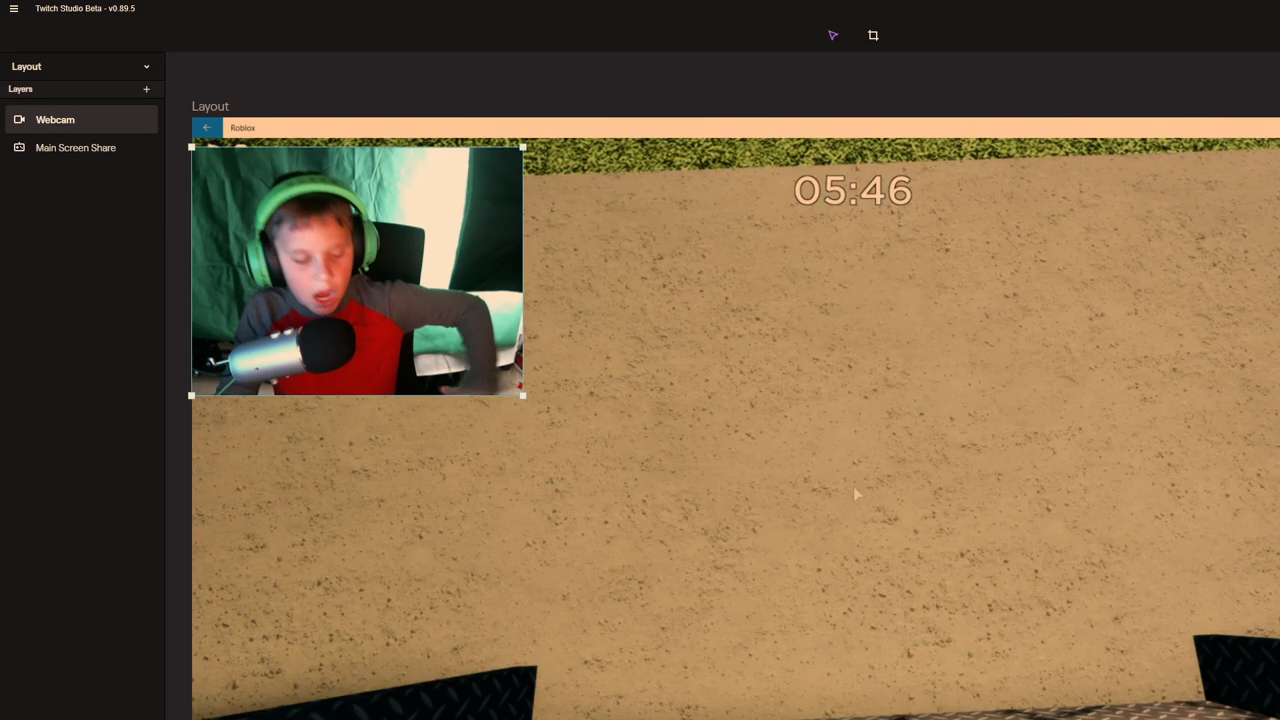 Twitch Studio Beta - v0.89.5
Layout
Layers
Webcam
Main Screen Share
Layout
Roblox
05:46